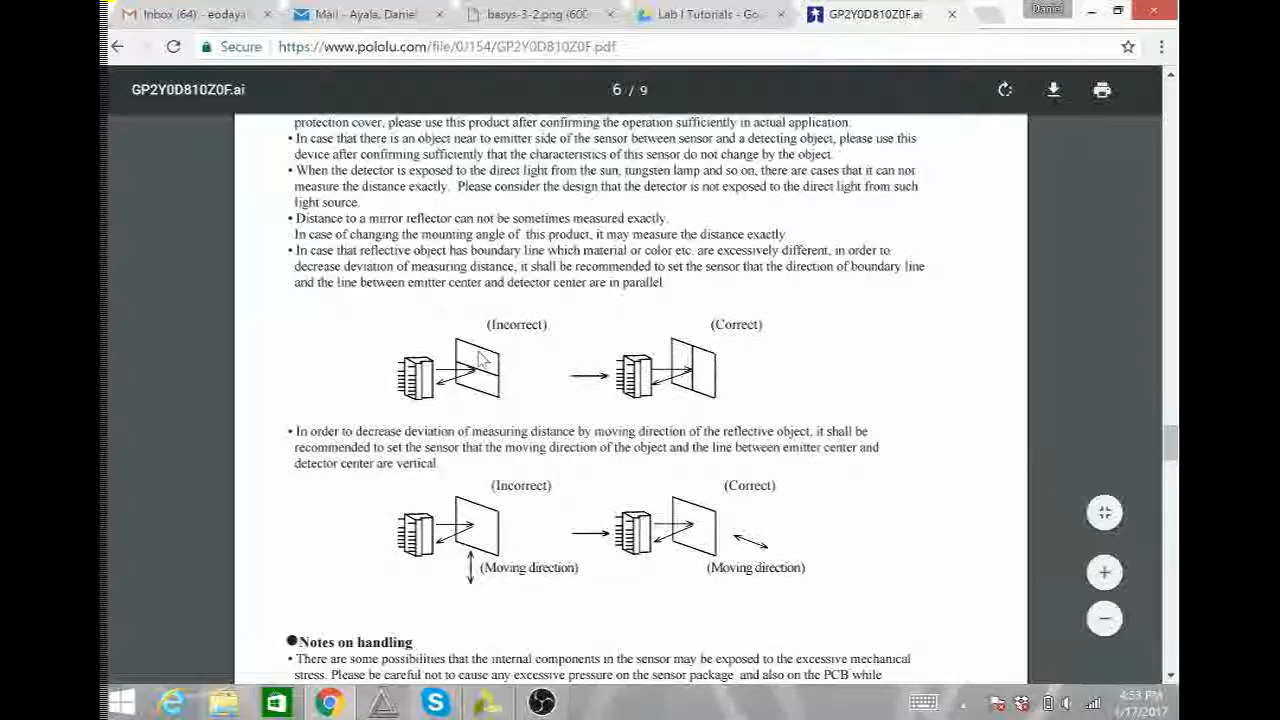 Inbox (64) - eodaya
Mail - Ayala, Daniel
basys-3-2.png (600
Lab I Tutorials - Go
GP2Y0D810Z0F.ai
Daniel
Secure
https://www.pololu.com/file/0J154/GP2Y0D810Z0F.pdf
GP2Y0D810Z0F.ai
6 / 9
protection cover, please use this product after confirming the operation sufficiently in actual application.
• In case that there is an object near to emitter side of the sensor between sensor and a detecting object, please use this
device after confirming sufficiently that the characteristics of this sensor do not change by the object.
• When the detector is exposed to the direct light from the sun, tungsten lamp and so on, there are cases that it can not
measure the distance exactly. Please consider the design that the detector is not exposed to the direct light from such
light source.
• Distance to a mirror reflector can not be sometimes measured exactly.
In case of changing the mounting angle of this product, it may measure the distance exactly.
• In case that reflective object has boundary line which material or color etc. are excessively different, in order to
decrease deviation of measuring distance, it shall be recommended to set the sensor that the direction of boundary line
and the line between emitter center and detector center are in parallel.
(Incorrect)
(Correct)
• In order to decrease deviation of measuring distance by moving direction of the reflective object, it shall be
recommended to set the sensor that the moving direction of the object and the line between emitter center and
detector center are vertical.
(Incorrect)
(Correct)
(Moving direction)
(Moving direction)
●Notes on handling
• There are some possibilities that the internal components in the sensor may be exposed to the excessive mechanical
stress. Please be careful not to cause any excessive pressure on the sensor package and also on the PCB while
4:53 PM
1/17/2017